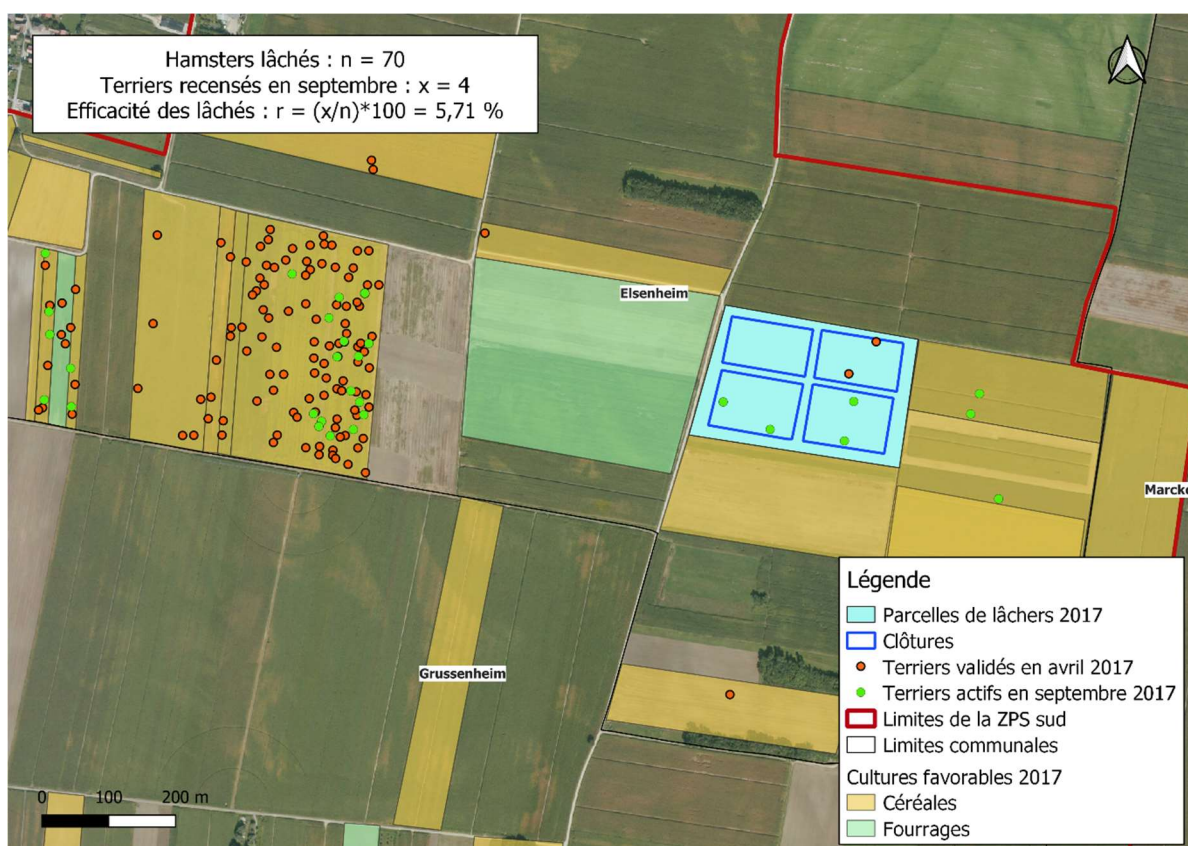 Hamsters lâchés : n = 70
Terriers recensés en septembre : x = 4
Efficacité des lâchés : r = (x/n)*100 = 5,71 %
Elsenheim
Marcko
Grussenheim
Légende
Parcelles de lâchers 2017
Clôtures
Terriers validés en avril 2017
Terriers actifs en septembre 2017
Limites de la ZPS sud
Limites communales
Cultures favorables 2017
Céréales
Fourrages
0 100 200 m